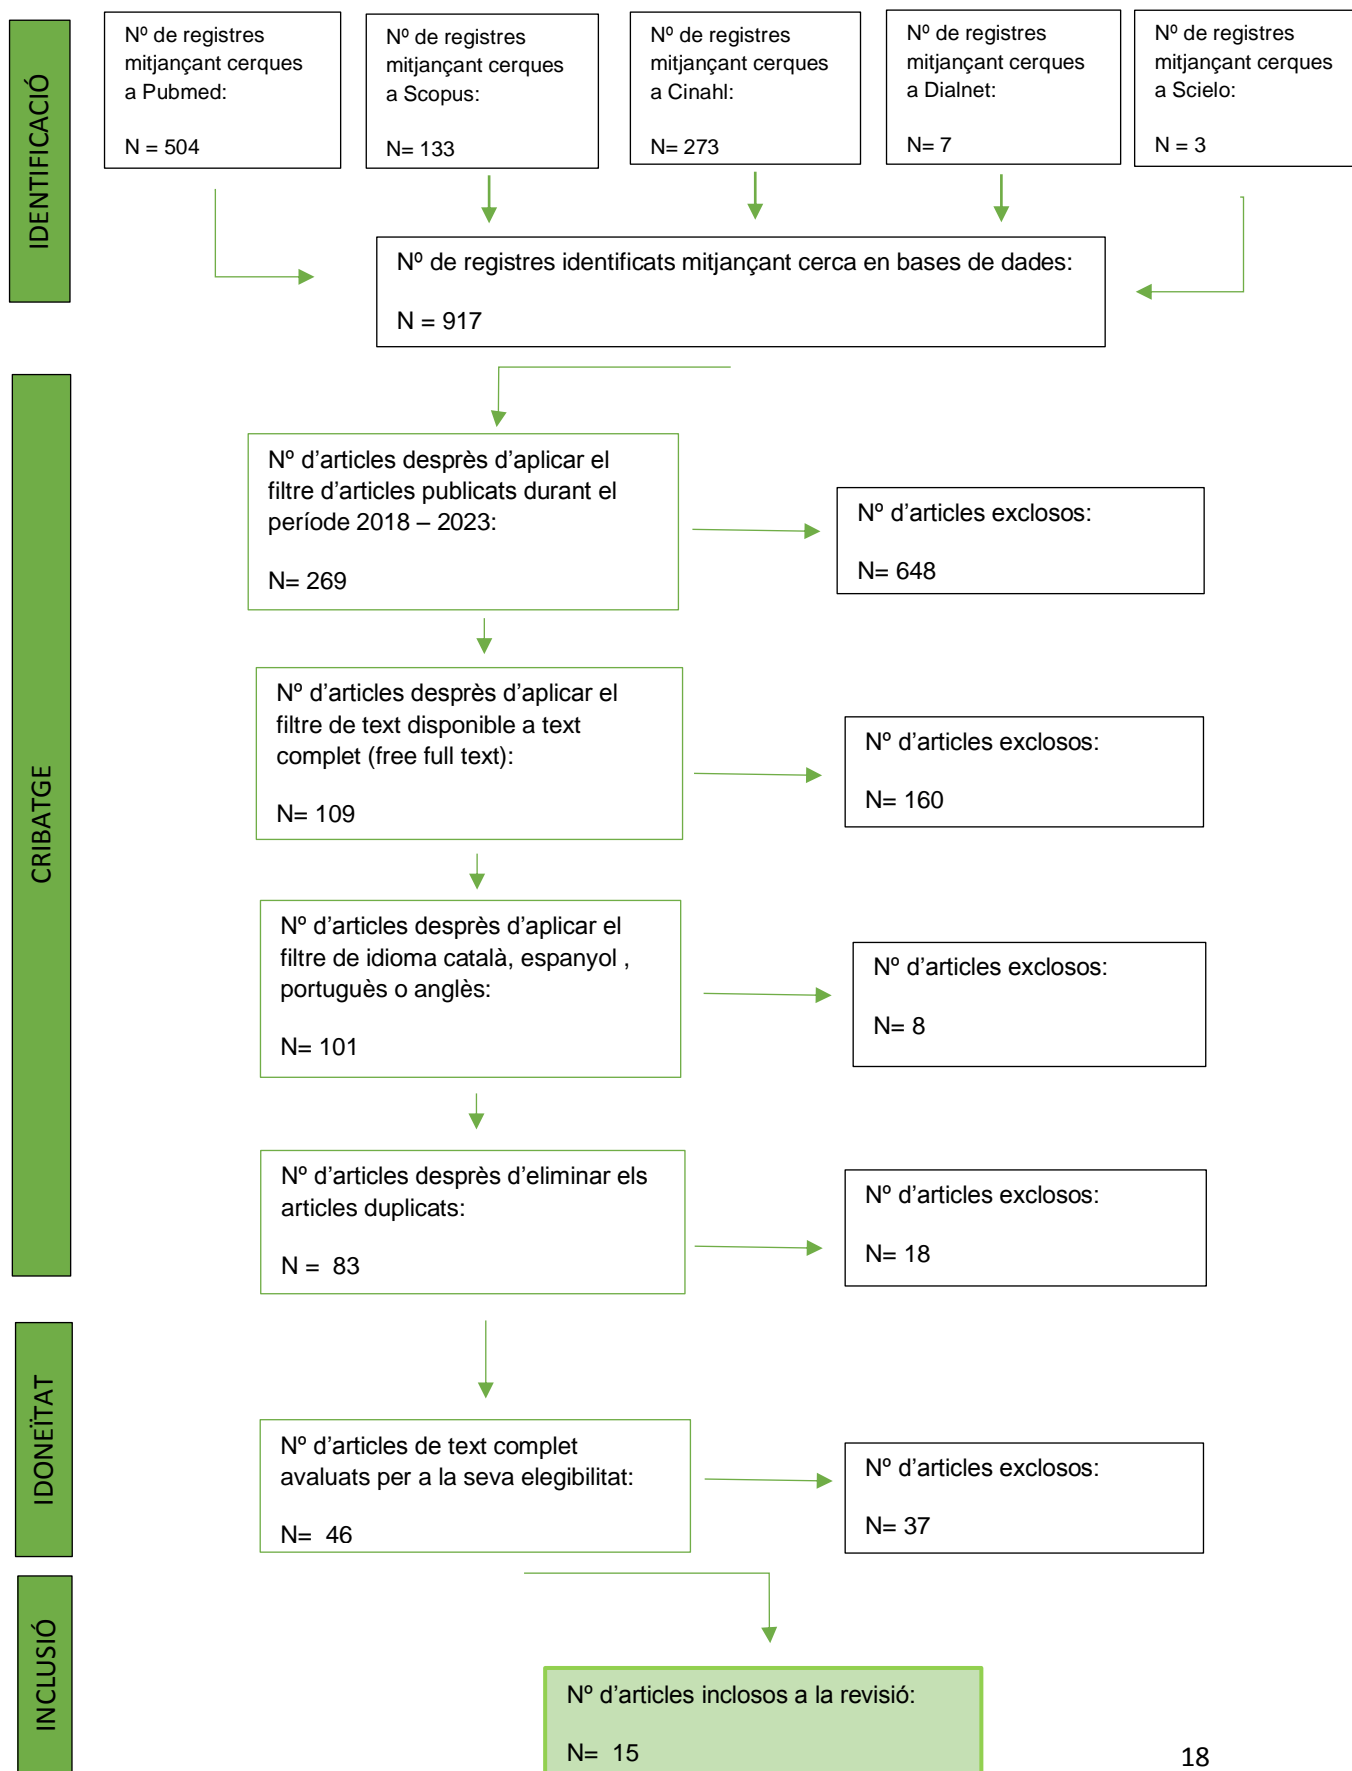 IDENTIFICACIÓ
Nº de registres
mitjançant cerques
a Pubmed:
N = 504
Nº de registres
mitjançant cerques
a Scopus:
N= 133
Nº de registres
mitjançant cerques
a Cinahl:
N= 273
Nº de registres
mitjançant cerques
a Dialnet:
N= 7
Nº de registres
mitjançant cerques
a Scielo:
N = 3
Nº de registres identificats mitjançant cerca en bases de dades:
N = 917
CRIBATGE
Nº d’articles desprès d’aplicar el
filtre d’articles publicats durant el
període 2018 – 2023:
N= 269
Nº d’articles exclosos:
N= 648
Nº d’articles desprès d’aplicar el
filtre de text disponible a text
complet (free full text):
N= 109
Nº d’articles exclosos:
N= 160
Nº d’articles desprès d’aplicar el
filtre de idioma català, espanyol ,
portuguès o anglès:
N= 101
Nº d’articles exclosos:
N= 8
Nº d’articles desprès d’eliminar els
articles duplicats:
N = 83
Nº d’articles exclosos:
N= 18
IDONEÏTAT
Nº d’articles de text complet
avaluats per a la seva elegibilitat:
N= 46
Nº d’articles exclosos:
N= 37
INCLUSIÓ
Nº d’articles inclosos a la revisió:
N= 15
18